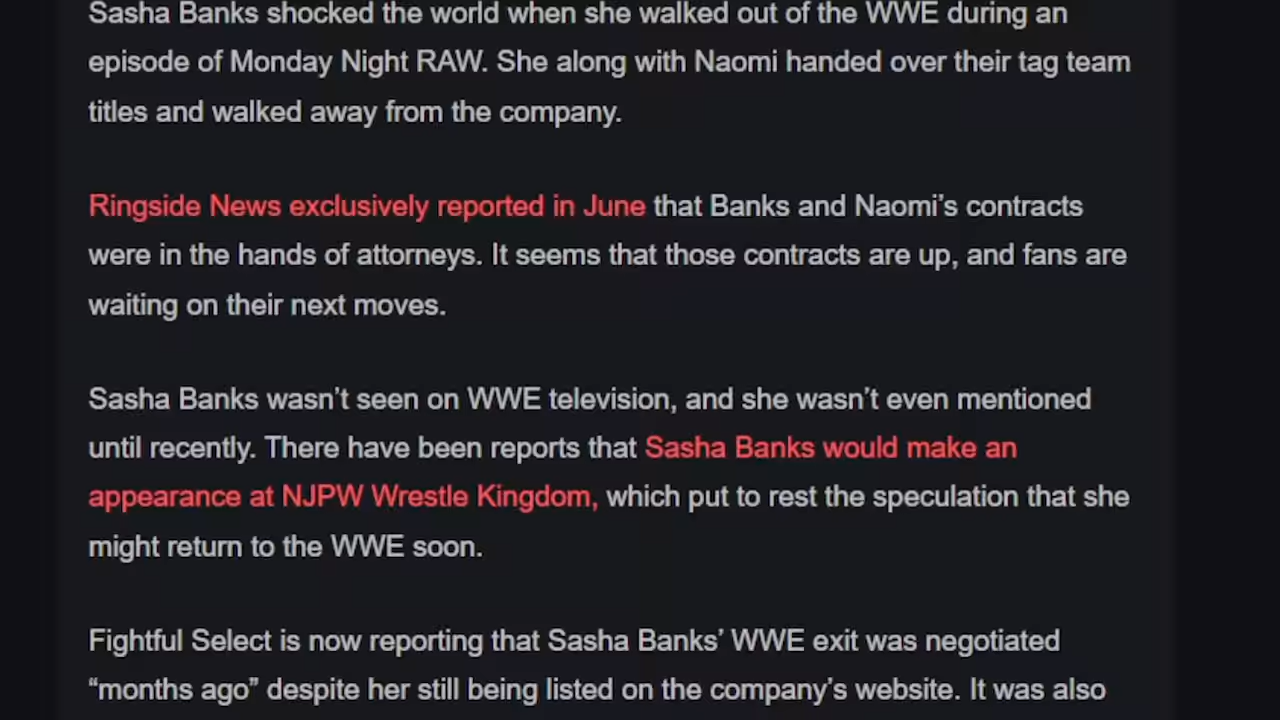 Sasha Banks shocked the world when she walked out of the WWE during an
episode of Monday Night RAW. She along with Naomi handed over their tag team
titles and walked away from the company.
Ringside News exclusively reported in June that Banks and Naomi’s contracts
were in the hands of attorneys. It seems that those contracts are up, and fans are
waiting on their next moves.
Sasha Banks wasn’t seen on WWE television, and she wasn’t even mentioned
until recently. There have been reports that Sasha Banks would make an
appearance at NJPW Wrestle Kingdom, which put to rest the speculation that she
might return to the WWE soon.
Fightful Select is now reporting that Sasha Banks’ WWE exit was negotiated
“months ago” despite her still being listed on the company’s website. It was also